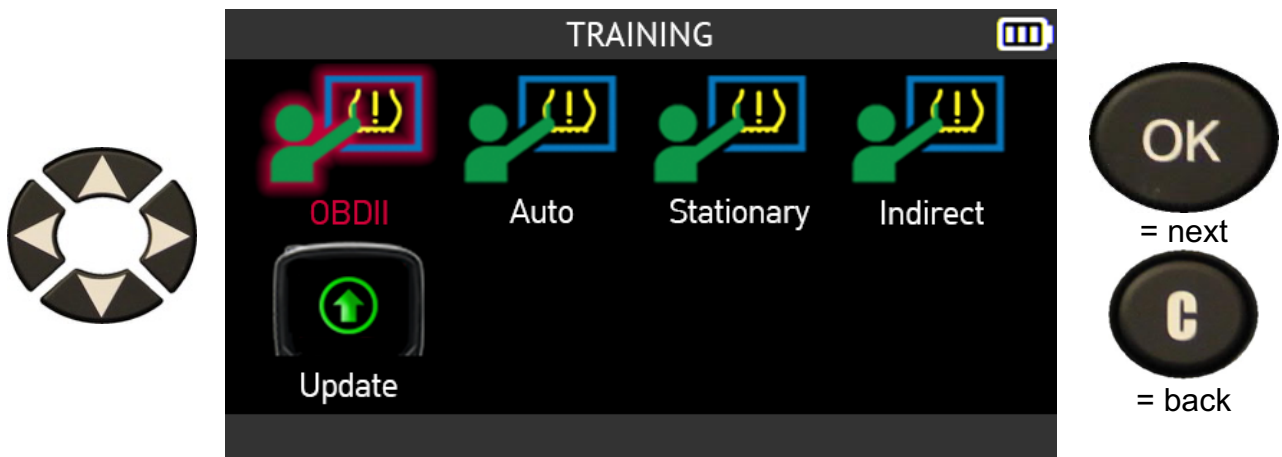 TRAINING
OBDII Auto Stationary Indirect
Update
OK
= next
C
= back